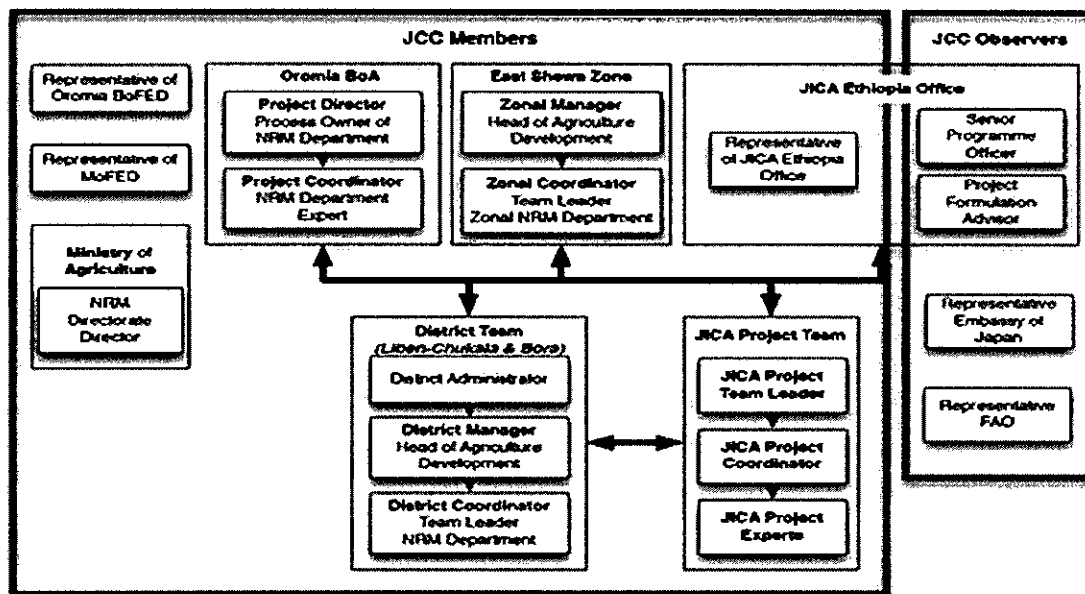 JCC Members
Representative of
Oromia BoFED
Representative of
MoFED
Ministry of
Agriculture
NRM
Directorate
Director
Oromia BoA
Project Director
Process Owner of
NRM Department
Project Coordinator
NRM Department
Expert
East Shewa Zone
Zonal Manager
Head of Agriculture
Development
Zonal Coordinator
Team Leader
Zonal NRM Department
JICA Ethiopia Office
Representative
of JICA Ethiopia
Office
District Team
(Liben-Chukala & Bora)
District Administrator
District Manager
Head of Agriculture
Development
District Coordinator
Team Leader
NRM Department
JICA Project Team
JICA Project
Team Leader
JICA Project
Coordinator
JICA Project
Experts
JCC Observers
Senior
Programme
Officer
Project
Formulation
Advisor
Representative
Embassy of
Japan
Representative
FAO